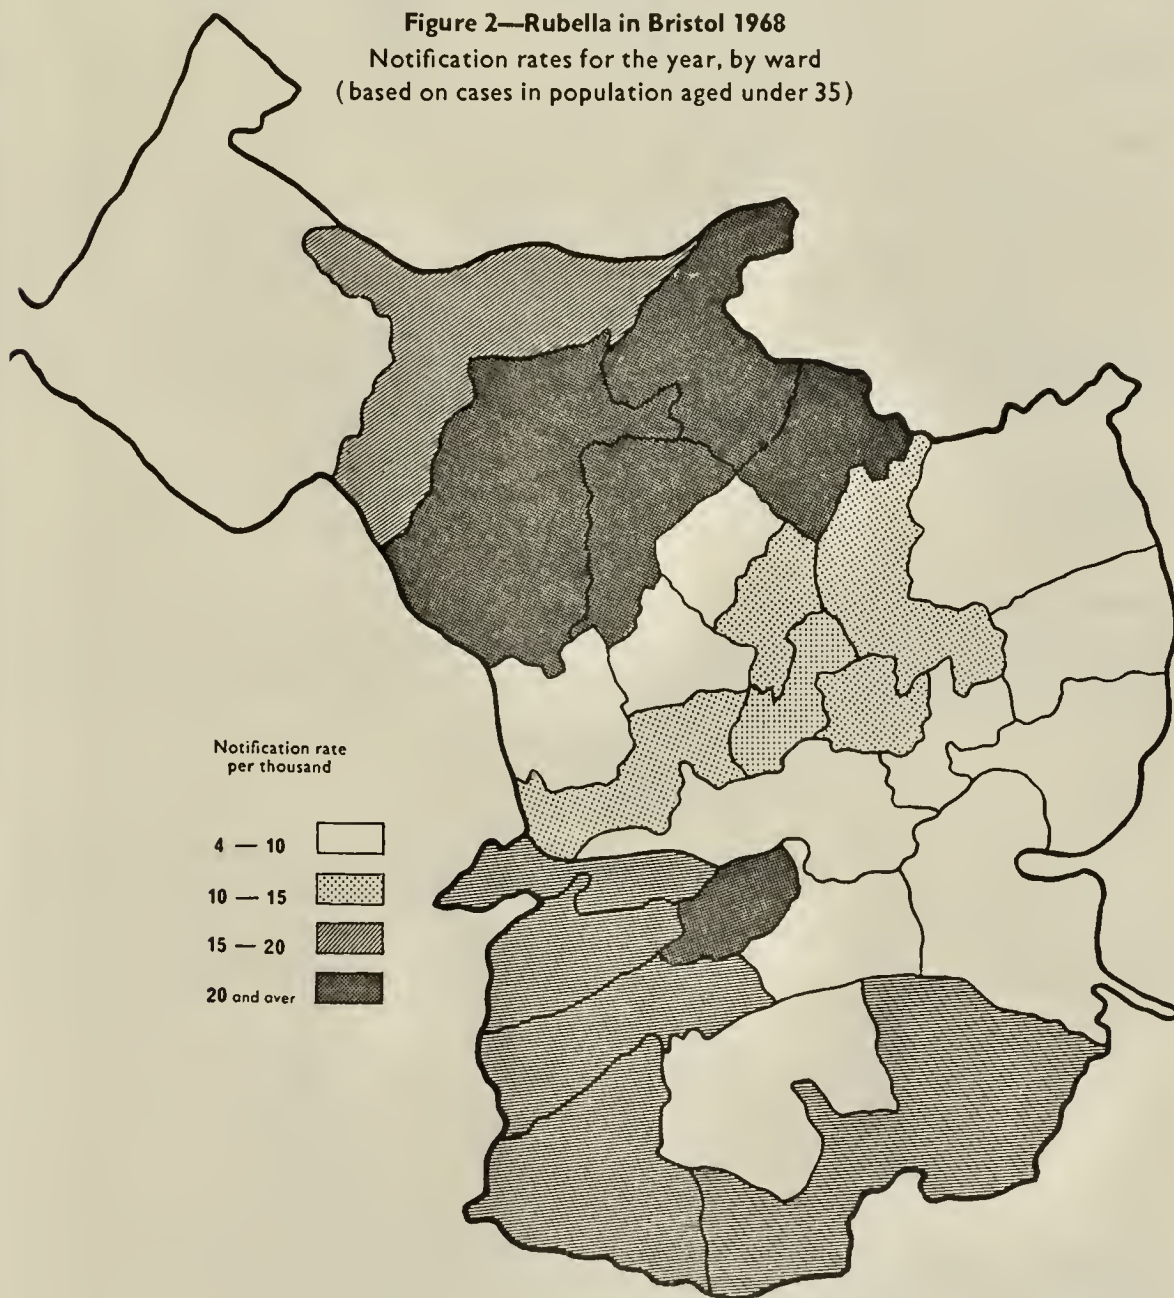 Figure 2—Rubella in Bristol 1968
Notification rates for the year, by ward
(based on cases in population aged under 35)
Notification rate
per thousand
4 — 10
10 — 15
15 — 20
20 and over